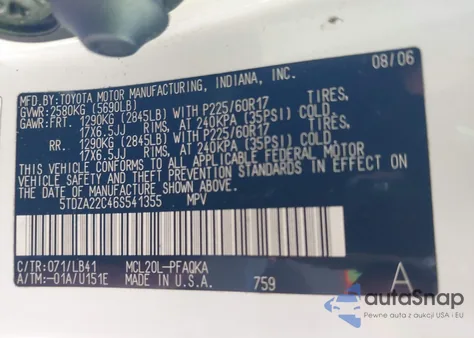 MFD.BY:TOYOTA MOTOR MANUFACTURING, INDIANA, INC. 08/06
GVWR:2580KG (5690LB)
GAWR:FRT. 1290KG (2845LB) WITH P225/60R17 TIRES,
17X6.5JJ RIMS, AT 240KPA (35PSI) COLD.
RR. 1290KG (2845LB) WITH P225/60R17 TIRES,
17X6.5JJ RIMS, AT 240KPA (35PSI) COLD.
THIS VEHICLE CONFORMS TO ALL APPLICABLE FEDERAL MOTOR
VEHICLE SAFETY AND BUMPER STANDARDS IN EFFECT ON
THE DATE OF MANUFACTURE SHOWN ABOVE.
5TDZA22C46S541355 MPV
C/TR:071/LB41 MCL20L-PFAQKA
A/TM:-01A/U151E MADE IN U.S.A. 759 A
autaSnap
Pewne auta z aukcji USA i EU